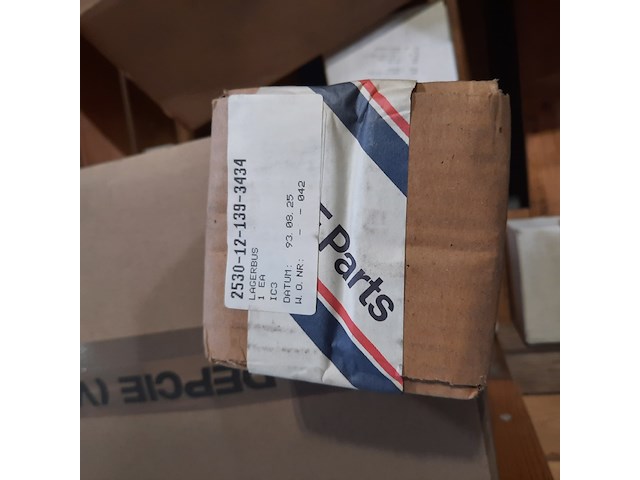 2530-12-139-3434
LAGERBUS
1 EA
IC3
DATUM: 93.08.25
W.O.NR: - - 042
Parts
DEPCIE (V